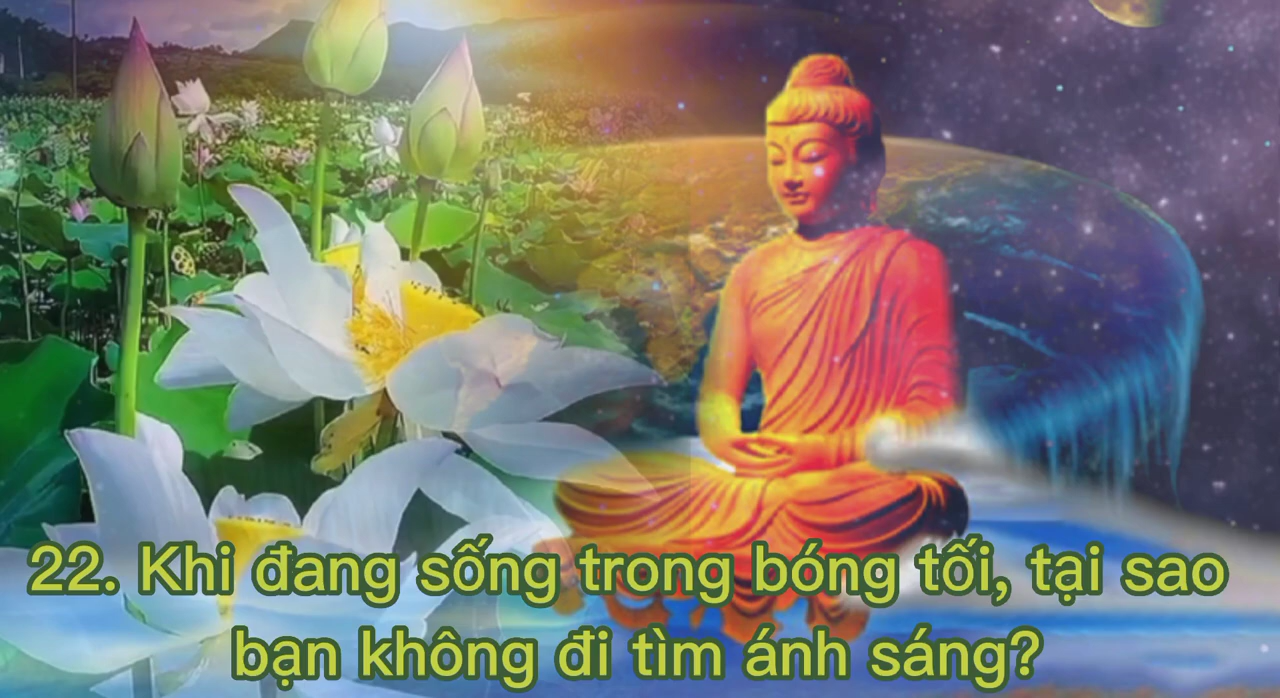 22. Khi đang sống trong bóng tối, tại sao
bạn không đi tìm ánh sáng?